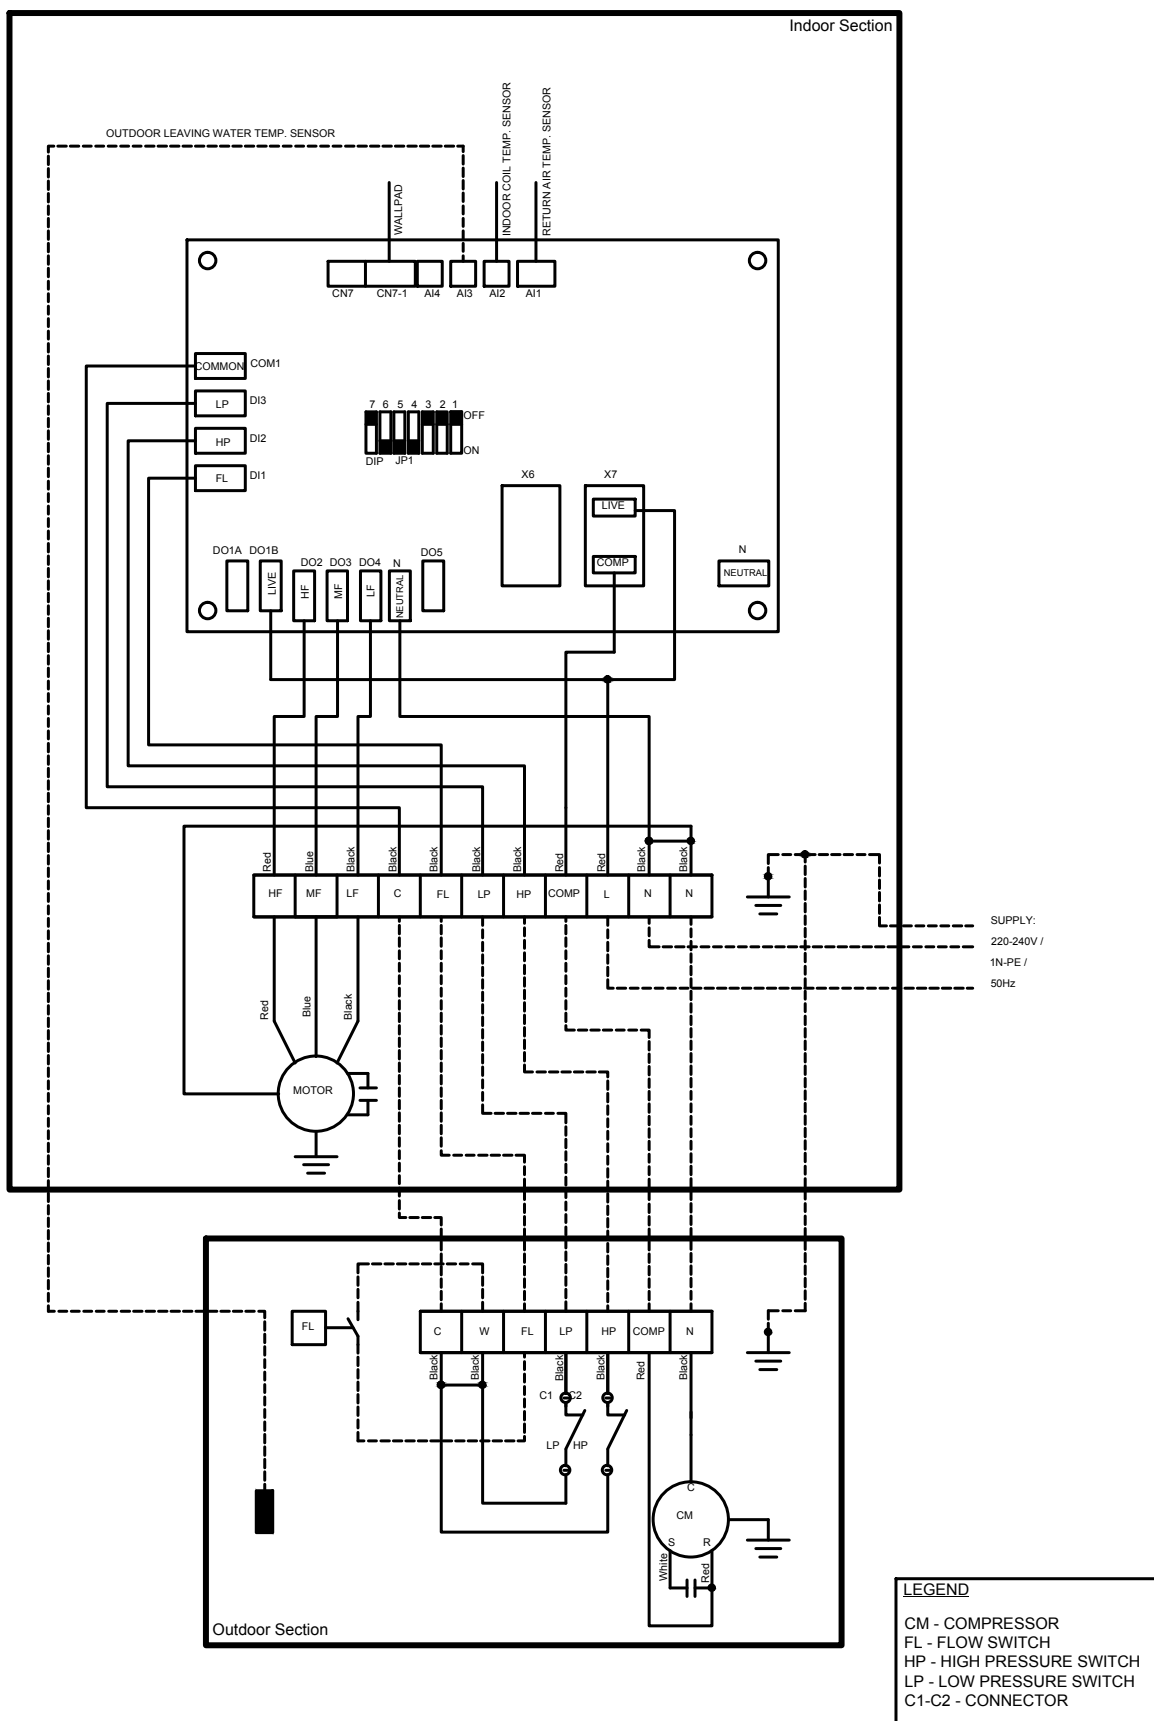 Indoor Section
OUTDOOR LEAVING WATER TEMP. SENSOR
WALLPAD
INDOOR COIL TEMP. SENSOR
RETURN AIR TEMP. SENSOR
CN7 CN7-1 AI4 AI3 AI2 AI1
COMMON COM1
LP DI3
HP DI2
FL DI1
7 6 5 4 3 2 1
OFF
ON
DIP JP1
X6 X7
LIVE
COMP
N
NEUTRAL
DO1A DO1B DO2 DO3 DO4 N DO5
LIVE HF MF LF NEUTRAL
Red Blue Black Black Black Black Black Red Red Black Black
HF MF LF C FL LP HP COMP L N N
SUPPLY:
220-240V /
1N-PE /
50Hz
Red Blue Black
MOTOR
FL
C W FL LP HP COMP N
Black Black Black Black Red Black
C1 C2
LP HP
C
CM
S R
White Red
Outdoor Section
LEGEND
CM - COMPRESSOR
FL - FLOW SWITCH
HP - HIGH PRESSURE SWITCH
LP - LOW PRESSURE SWITCH
C1-C2 - CONNECTOR